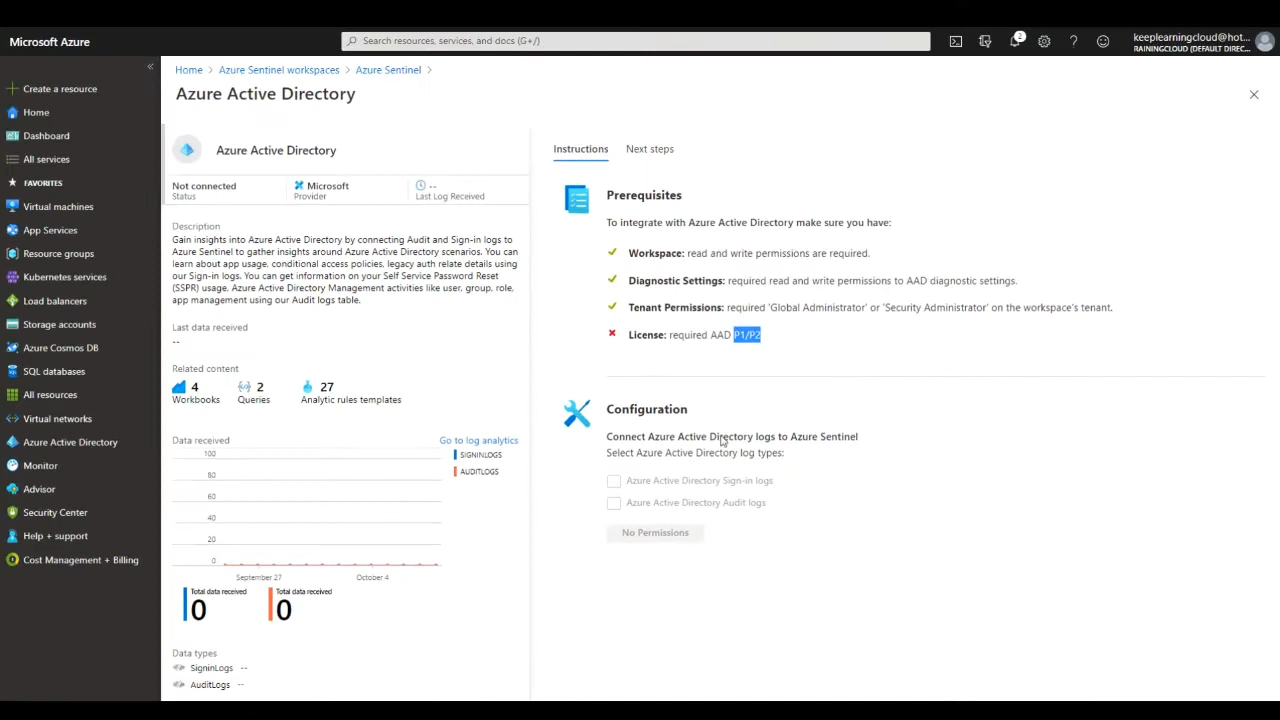 Microsoft Azure
Search resources, services, and docs (G+/)
2
keeplearningcloud@hot...
RAININGCLOUD (DEFAULT DIREC...
Create a resource
Home
Dashboard
All services
FAVORITES
Virtual machines
App Services
Resource groups
Kubernetes services
Load balancers
Storage accounts
Azure Cosmos DB
SQL databases
All resources
Virtual networks
Azure Active Directory
Monitor
Advisor
Security Center
Help + support
Cost Management + Billing
Home > Azure Sentinel workspaces > Azure Sentinel >
Azure Active Directory
Azure Active Directory
Not connected
Status
Microsoft
Provider
--
Last Log Received
Description
Gain insights into Azure Active Directory by connecting Audit and Sign-in logs to
Azure Sentinel to gather insights around Azure Active Directory scenarios. You can
learn about app usage, conditional access policies, legacy auth relate details using
our Sign-in logs. You can get information on your Self Service Password Reset
(SSPR) usage, Azure Active Directory Management activities like user, group, role,
app management using our Audit logs table.
Last data received
--
Related content
4
Workbooks
2
Queries
27
Analytic rules templates
Data received
Go to log analytics
100
80
60
40
20
0
September 27
October 4
SIGNINLOGS
AUDITLOGS
Total data received
0
Total data received
0
Data types
SigninLogs --
AuditLogs --
Instructions
Next steps
Prerequisites
To integrate with Azure Active Directory make sure you have:
Workspace: read and write permissions are required.
Diagnostic Settings: required read and write permissions to AAD diagnostic settings.
Tenant Permissions: required 'Global Administrator' or 'Security Administrator' on the workspace's tenant.
License: required AAD P1/P2
Configuration
Connect Azure Active Directory logs to Azure Sentinel
Select Azure Active Directory log types:
Azure Active Directory Sign-in logs
Azure Active Directory Audit logs
No Permissions